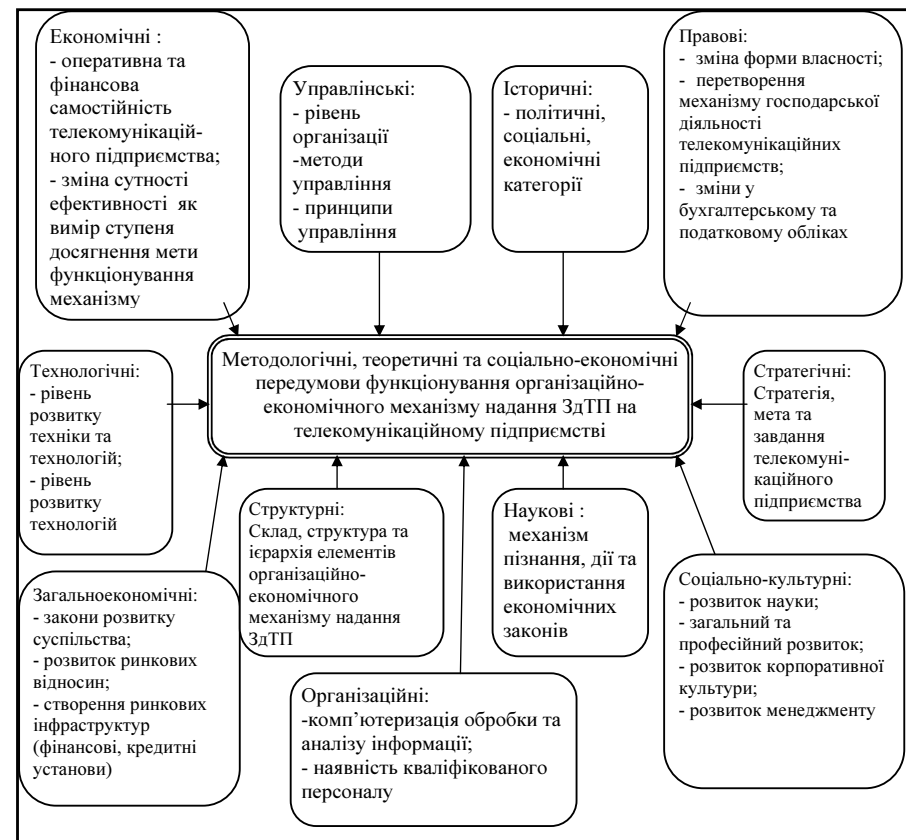 Економічні :
- оперативна та
фінансова
самостійність
телекомунікацій-
ного підприємства;
- зміна сутності
ефективності як
вимір ступеня
досягнення мети
функціонування
механізму
Управлінські:
- рівень
організації
-методи
управління
- принципи
управління
Історичні:
- політичні,
соціальні,
економічні
категорії
Правові:
- зміна форми власності;
- перетворення
механізму господарської
діяльності
телекомунікаційних
підприємств;
- зміни у
бухгалтерському та
податковому обліках
Технологічні:
- рівень
розвитку
техніки та
технологій;
- рівень
розвитку
технологій
Методологічні, теоретичні та соціально-економічні
передумови функціонування організаційно-
економічного механізму надання ЗдТП на
телекомунікаційному підприємстві
Стратегічні:
Стратегія,
мета та
завдання
телекомуні-
каційного
підприємства
Загальноекономічні:
- закони розвитку
суспільства;
- розвиток ринкових
відносин;
- створення ринкових
інфраструктур
(фінансові, кредитні
установи)
Структурні:
Склад, структура та
ієрархія елементів
організаційно-
економічного
механізму надання
ЗдТП
Організаційні:
-комп’ютеризація обробки та
аналізу інформації;
- наявність кваліфікованого
персоналу
Наукові :
механізм
пізнання, дії та
використання
економічних
законів
Соціально-культурні:
- розвиток науки;
- загальний та
професійний розвиток;
- розвиток корпоративної
культури;
- розвиток менеджменту